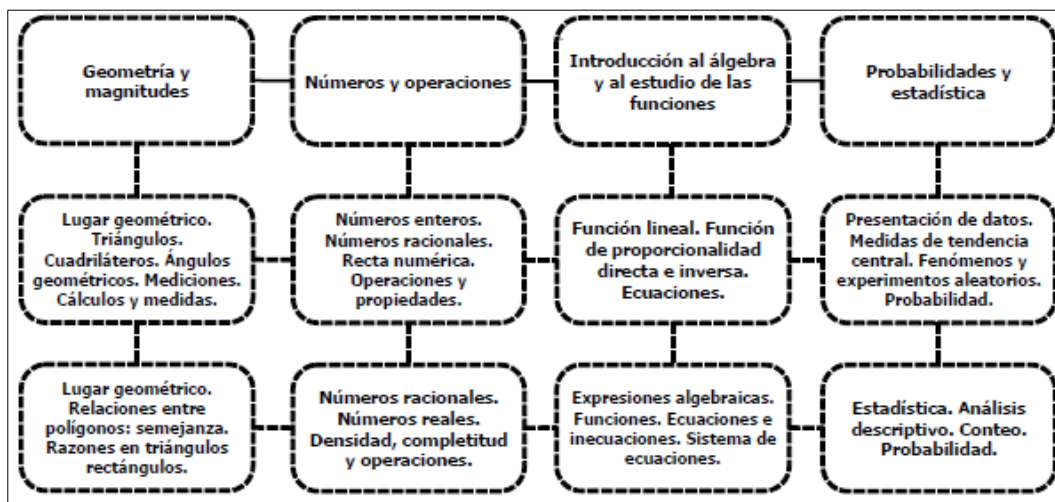 Geometría y
magnitudes
Números y operaciones
Introducción al álgebra
y al estudio de las
funciones
Probabilidades y
estadística
Lugar geométrico.
Triángulos.
Cuadriláteros. Ángulos
geométricos. Mediciones.
Cálculos y medidas.
Números enteros.
Números racionales.
Recta numérica.
Operaciones y
propiedades.
Función lineal. Función
de proporcionalidad
directa e inversa.
Ecuaciones.
Presentación de datos.
Medidas de tendencia
central. Fenómenos y
experimentos aleatorios.
Probabilidad.
Lugar geométrico.
Relaciones entre
polígonos: semejanza.
Razones en triángulos
rectángulos.
Números racionales.
Números reales.
Densidad, completitud
y operaciones.
Expresiones algebraicas.
Funciones. Ecuaciones e
inecuaciones. Sistema de
ecuaciones.
Estadística. Análisis
descriptivo. Conteo.
Probabilidad.